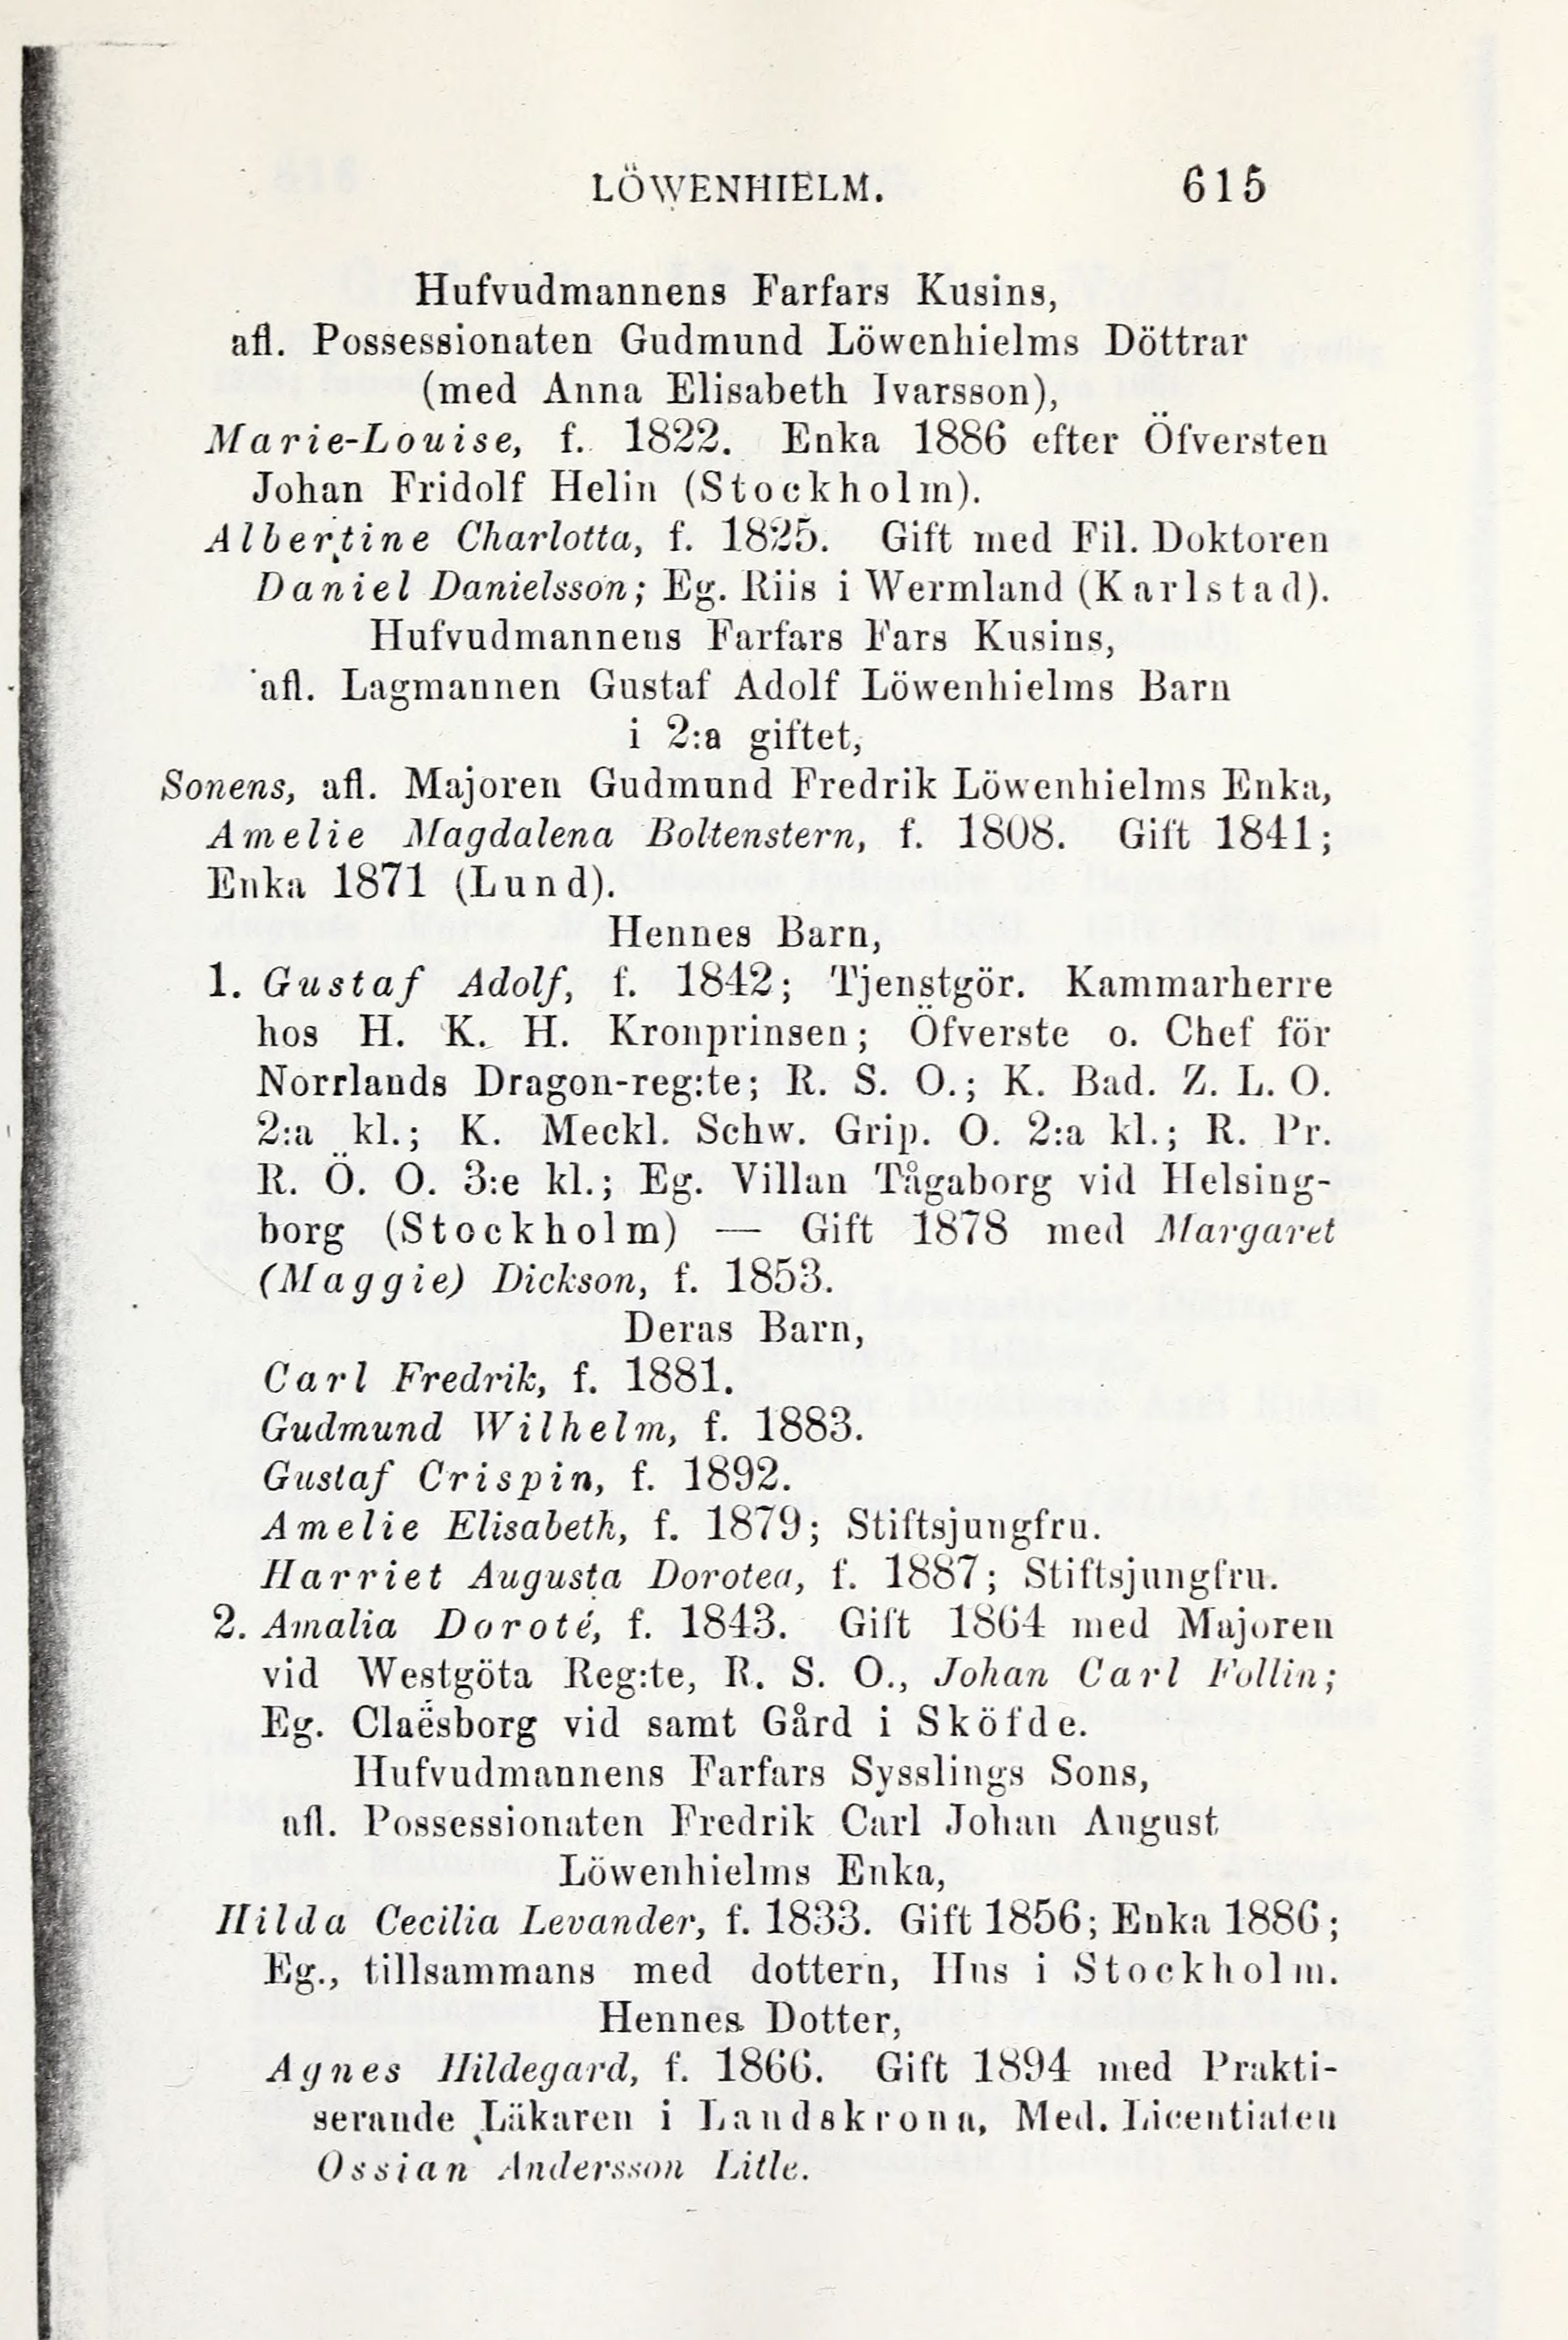 LÖWENHIELM. 615
Hufvudmannens Farfars Kusins,
afl. Possessionaten Gudmund Löwenhielms Döttrar
(med Anna Elisabeth Ivarsson),
Marie-Louise, f. 1822. Enka 1886 efter Öfversten
Johan Fridolf Helin (Stockholm).
Albertine Charlotta, f. 1825. Gift med Fil. Doktoren
Daniel Danielsson; Eg. Riis i Wermland (Karlstad).
Hufvudmannens Farfars Fars Kusins,
afl. Lagmannen Gustaf Adolf Löwenhielms Barn
i 2:a giftet,
Sonens, afl. Majoren Gudmund Fredrik Löwenhielms Enka,
Amelie Magdalena Boltenstern, f. 1808. Gift 1841;
Enka 1871 (Lund).
Hennes Barn,
1. Gustaf Adolf, f. 1842; Tjenstgör. Kammarherre
hos H. K. H. Kronprinsen; Öfverste o. Chef för
Norrlands Dragon-reg:te; R. S. O.; K. Bad. Z. L. O.
2:a kl.; K. Meckl. Schw. Grip. O. 2:a kl.; R. Pr.
R. Ö. O. 3:e kl.; Eg. Villan Tågaborg vid Helsing-
borg (Stockholm) — Gift 1878 med Margaret
(Maggie) Dickson, f. 1853.
Deras Barn,
Carl Fredrik, f. 1881.
Gudmund Wilhelm, f. 1883.
Gustaf Crispin, f. 1892.
Amelie Elisabeth, f. 1879; Stiftsjungfru.
Harriet Augusta Dorotea, f. 1887; Stiftsjungfru.
2. Amalia Doroté, f. 1843. Gift 1864 med Majoren
vid Westgöta Reg:te, R. S. O., Johan Carl Follin;
Eg. Claësborg vid samt Gård i Sköfde.
Hufvudmannens Farfars Sysslings Sons,
afl. Possessionaten Fredrik Carl Johan August
Löwenhielms Enka,
Hilda Cecilia Levander, f. 1833. Gift 1856; Enka 1886;
Eg., tillsammans med dottern, Hus i Stockholm.
Hennes Dotter,
Agnes Hildegard, f. 1866. Gift 1894 med Prakti-
serande Läkaren i Landskrona, Med. Licentiaten
Ossian Andersson Litle.